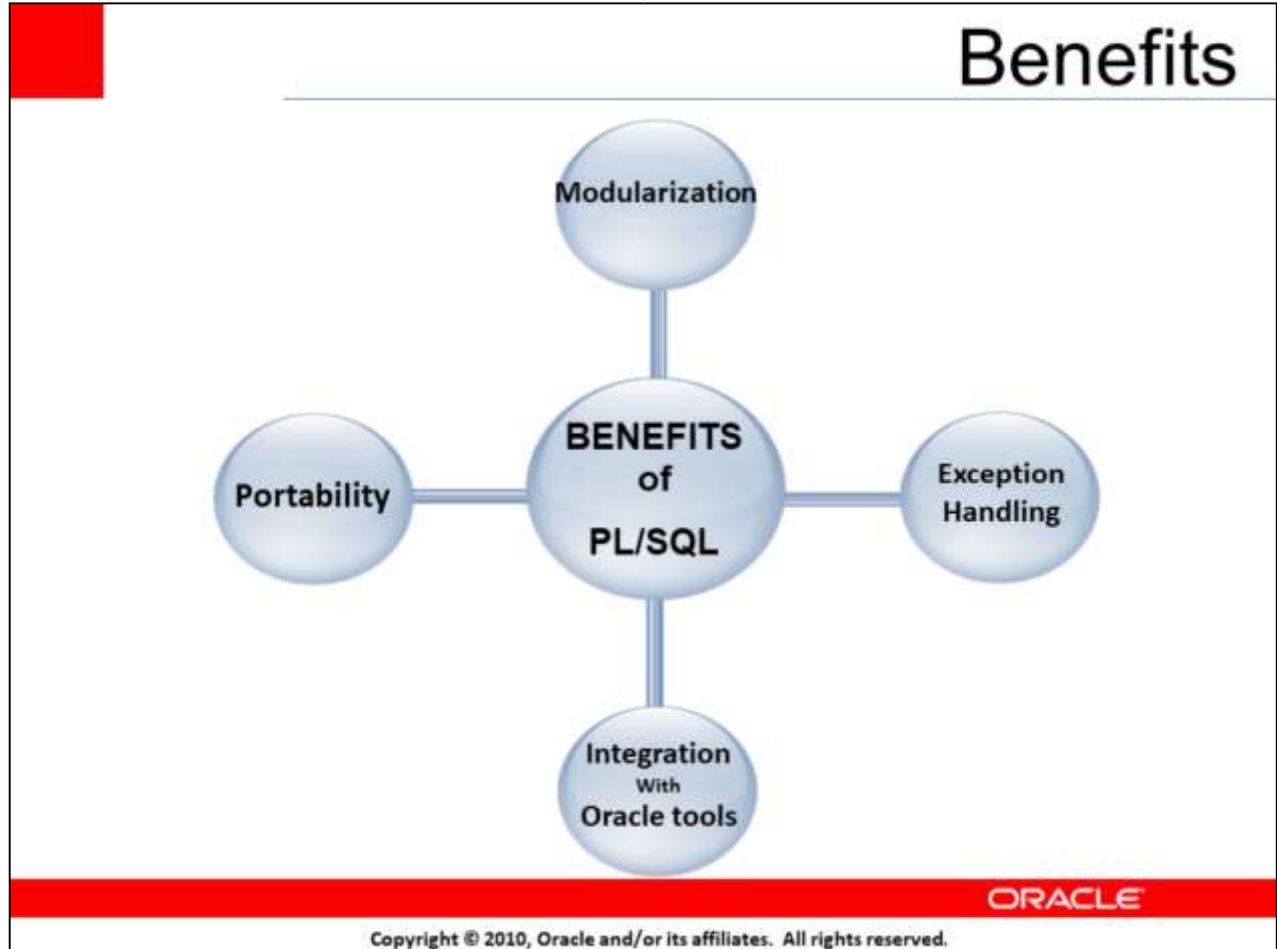 Benefits
Modularization
BENEFITS
of
PL/SQL
Portability
Exception
Handling
Integration
With
Oracle tools
ORACLE
Copyright © 2010, Oracle and/or its affiliates. All rights reserved.